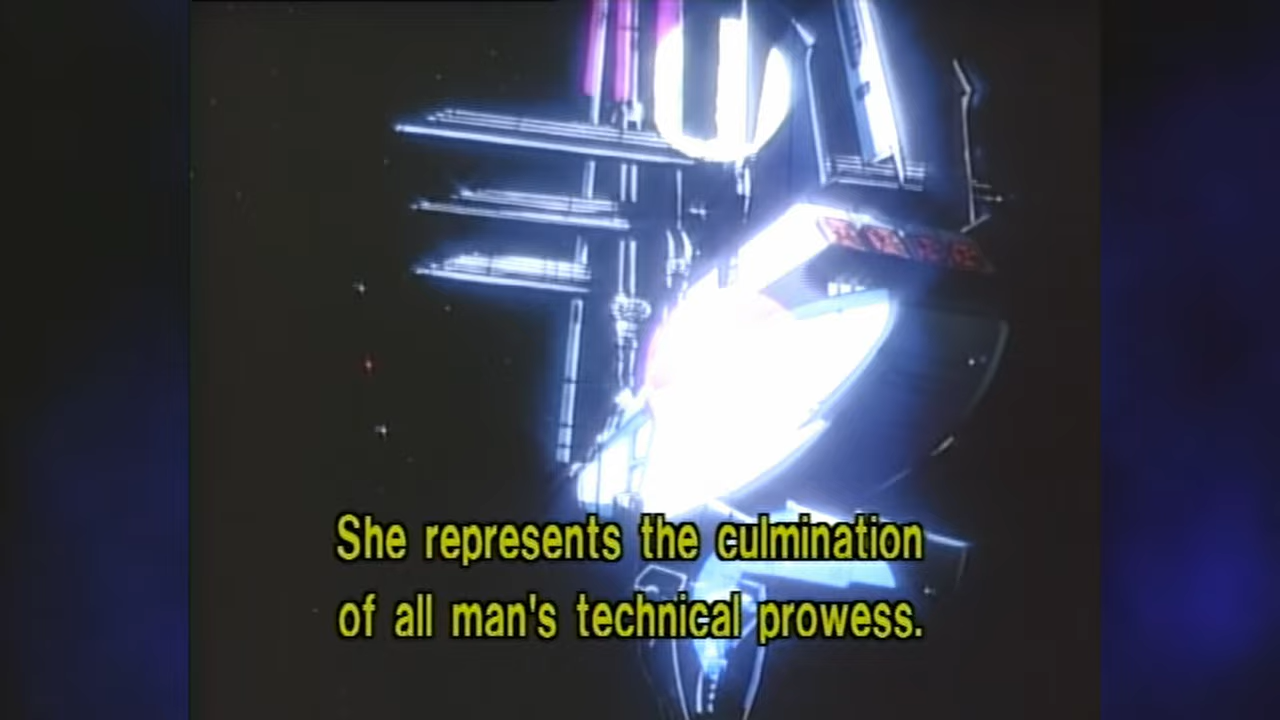 She represents the culmination
of all man's technical prowess.